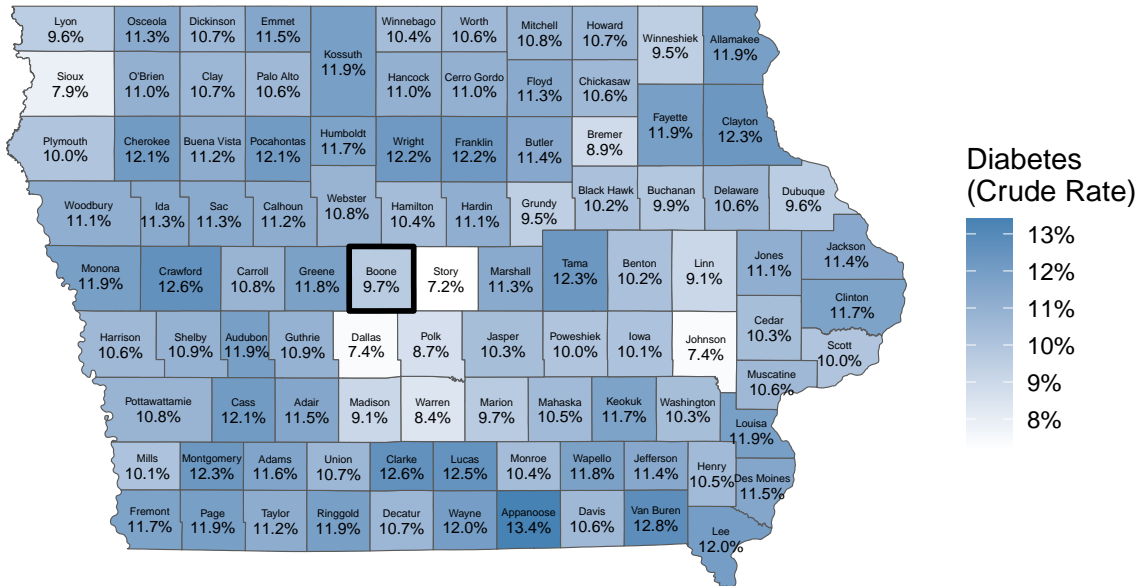 Lyon
9.6%
Osceola
11.3%
Dickinson
10.7%
Emmet
11.5%
Winnebago
10.4%
Worth
10.6%
Mitchell
10.8%
Howard
10.7%
Winneshiek
9.5%
Allamakee
11.9%
Kossuth
11.9%
Sioux
7.9%
O'Brien
11.0%
Clay
10.7%
Palo Alto
10.6%
Hancock
11.0%
Cerro Gordo
11.0%
Floyd
11.3%
Chickasaw
10.6%
Fayette
11.9%
Clayton
12.3%
Plymouth
10.0%
Cherokee
12.1%
Buena Vista
11.2%
Pocahontas
12.1%
Humboldt
11.7%
Wright
12.2%
Franklin
12.2%
Butler
11.4%
Bremer
8.9%
Woodbury
11.1%
Ida
11.3%
Sac
11.3%
Calhoun
11.2%
Webster
10.8%
Hamilton
10.4%
Hardin
11.1%
Grundy
9.5%
Black Hawk
10.2%
Buchanan
9.9%
Delaware
10.6%
Dubuque
9.6%
Monona
11.9%
Crawford
12.6%
Carroll
10.8%
Greene
11.8%
Boone
9.7%
Story
7.2%
Marshall
11.3%
Tama
12.3%
Benton
10.2%
Linn
9.1%
Jones
11.1%
Jackson
11.4%
Clinton
11.7%
Harrison
10.6%
Shelby
10.9%
Audubon
11.9%
Guthrie
10.9%
Dallas
7.4%
Polk
8.7%
Jasper
10.3%
Poweshiek
10.0%
Iowa
10.1%
Johnson
7.4%
Cedar
10.3%
Scott
10.0%
Muscatine
10.6%
Pottawattamie
10.8%
Cass
12.1%
Adair
11.5%
Madison
9.1%
Warren
8.4%
Marion
9.7%
Mahaska
10.5%
Keokuk
11.7%
Washington
10.3%
Louisa
11.9%
Mills
10.1%
Montgomery
12.3%
Adams
11.6%
Union
10.7%
Clarke
12.6%
Lucas
12.5%
Monroe
10.4%
Wapello
11.8%
Jefferson
11.4%
Henry
10.5%
Des Moines
11.5%
Fremont
11.7%
Page
11.9%
Taylor
11.2%
Ringgold
11.9%
Decatur
10.7%
Wayne
12.0%
Appanoose
13.4%
Davis
10.6%
Van Buren
12.8%
Lee
12.0%
Diabetes
(Crude Rate)
13%
12%
11%
10%
9%
8%